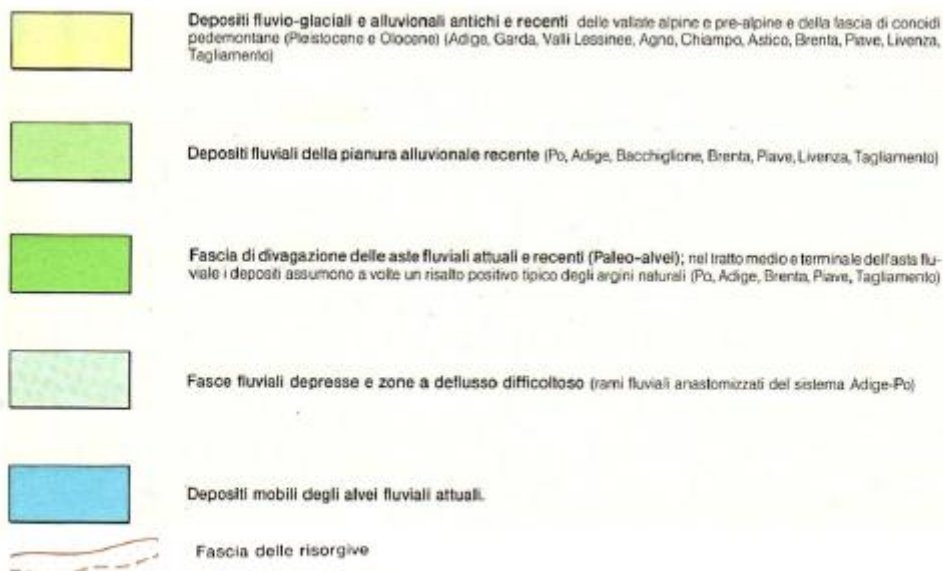 Depositi fluvio-glaciali e alluvionali antichi e recenti delle vallate alpine e pre-alpine e della fascia di conoidi
pedemontane (Pleistocene e Olocene) (Adige, Garda, Valli Lessinee, Agno, Chiampo, Astico, Brenta, Piave, Livenza,
Tagliamento)
Depositi fluviali della pianura alluvionale recente (Po, Adige, Bacchiglione, Brenta, Piave, Livenza, Tagliamento)
Fascia di divagazione delle aste fluviali attuali e recenti (Paleo-alvei); nel tratto medio e terminale dell'asta flu-
viale i depositi assumono a volte un risalto positivo tipico degli argini naturali (Po, Adige, Brenta, Piave, Tagliamento)
Fasce fluviali depresse e zone a deflusso difficoltoso (rami fluviali anastomizzati del sistema Adige-Po)
Depositi mobili degli alvei fluviali attuali.
Fascia delle risorgive